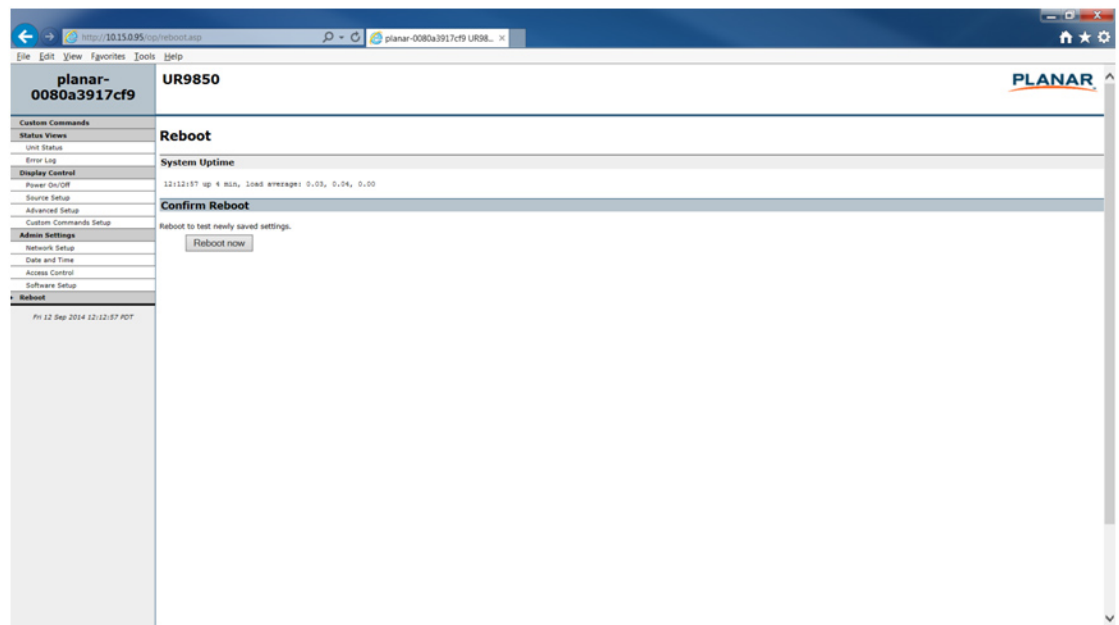 http://10.15.0.95/op/reboot.asp
planar-0080a3917cf9 UR98...
File Edit View Favorites Tools Help
planar-
0080a3917cf9
UR9850
PLANAR
Custom Commands
Status Views
Unit Status
Error Log
Display Control
Power On/Off
Source Setup
Advanced Setup
Custom Commands Setup
Admin Settings
Network Setup
Date and Time
Access Control
Software Setup
Reboot
Fri 12 Sep 2014 12:12:57 PDT
Reboot
System Uptime
12:12:57 up 4 min, load average: 0.03, 0.04, 0.00
Confirm Reboot
Reboot to test newly saved settings.
Reboot now